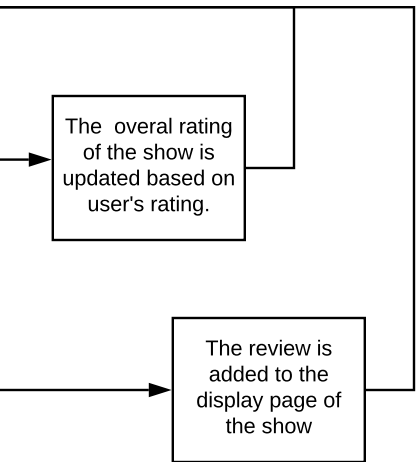 The  overal rating
of the show is
updated based on
user's rating.
The review is
added to the
display page of
the show